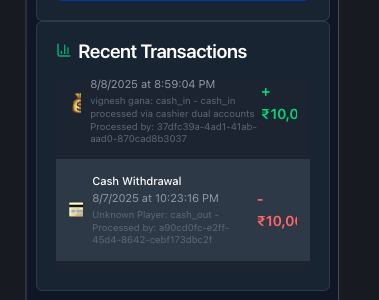 Recent Transactions
8/8/2025 at 8:59:04 PM
+
vignesh gana: cash_in - cash_in
processed via cashier dual accounts
₹10,0
Processed by: 37dfc39a-4ad1-41ab-
aad0-870cad8b3037
Cash Withdrawal
8/7/2025 at 10:23:16 PM
-
Unknown Player: cash_out -
₹10,0
Processed by: a90cd0fc-e2ff-
45d4-8642-cebf173dbc2f